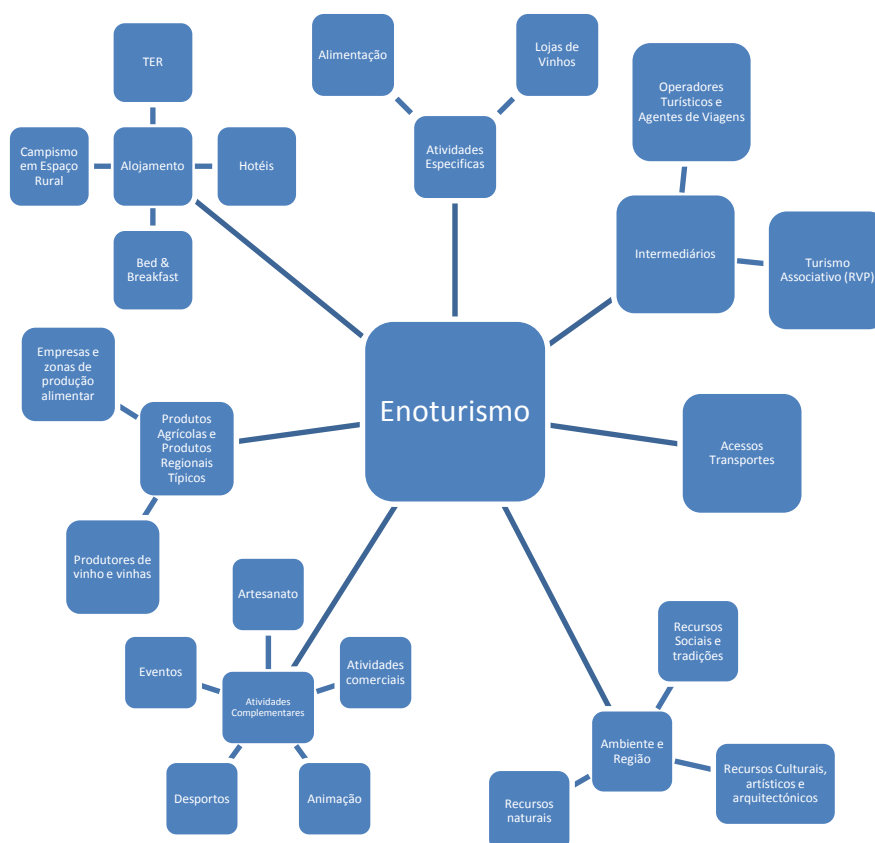 TER
Alimentação
Lojas de
Vinhos
Operadores
Turísticos e
Agentes de Viagens
Campismo
em Espaço
Rural
Alojamento
Hotéis
Atividades
Especificas
Bed &
Breakfast
Intermediários
Turismo
Associativo (RVP)
Empresas e
zonas de
produção
alimentar
Enoturismo
Produtos
Agrícolas e
Produtos
Regionais
Típicos
Acessos
Transportes
Produtores de
vinho e vinhas
Artesanato
Recursos
Sociais e
tradições
Eventos
Atividades
comerciais
Atividades
Complementares
Ambiente e
Região
Desportos
Animação
Recursos Culturais,
artísticos e
arquitectónicos
Recursos
naturais